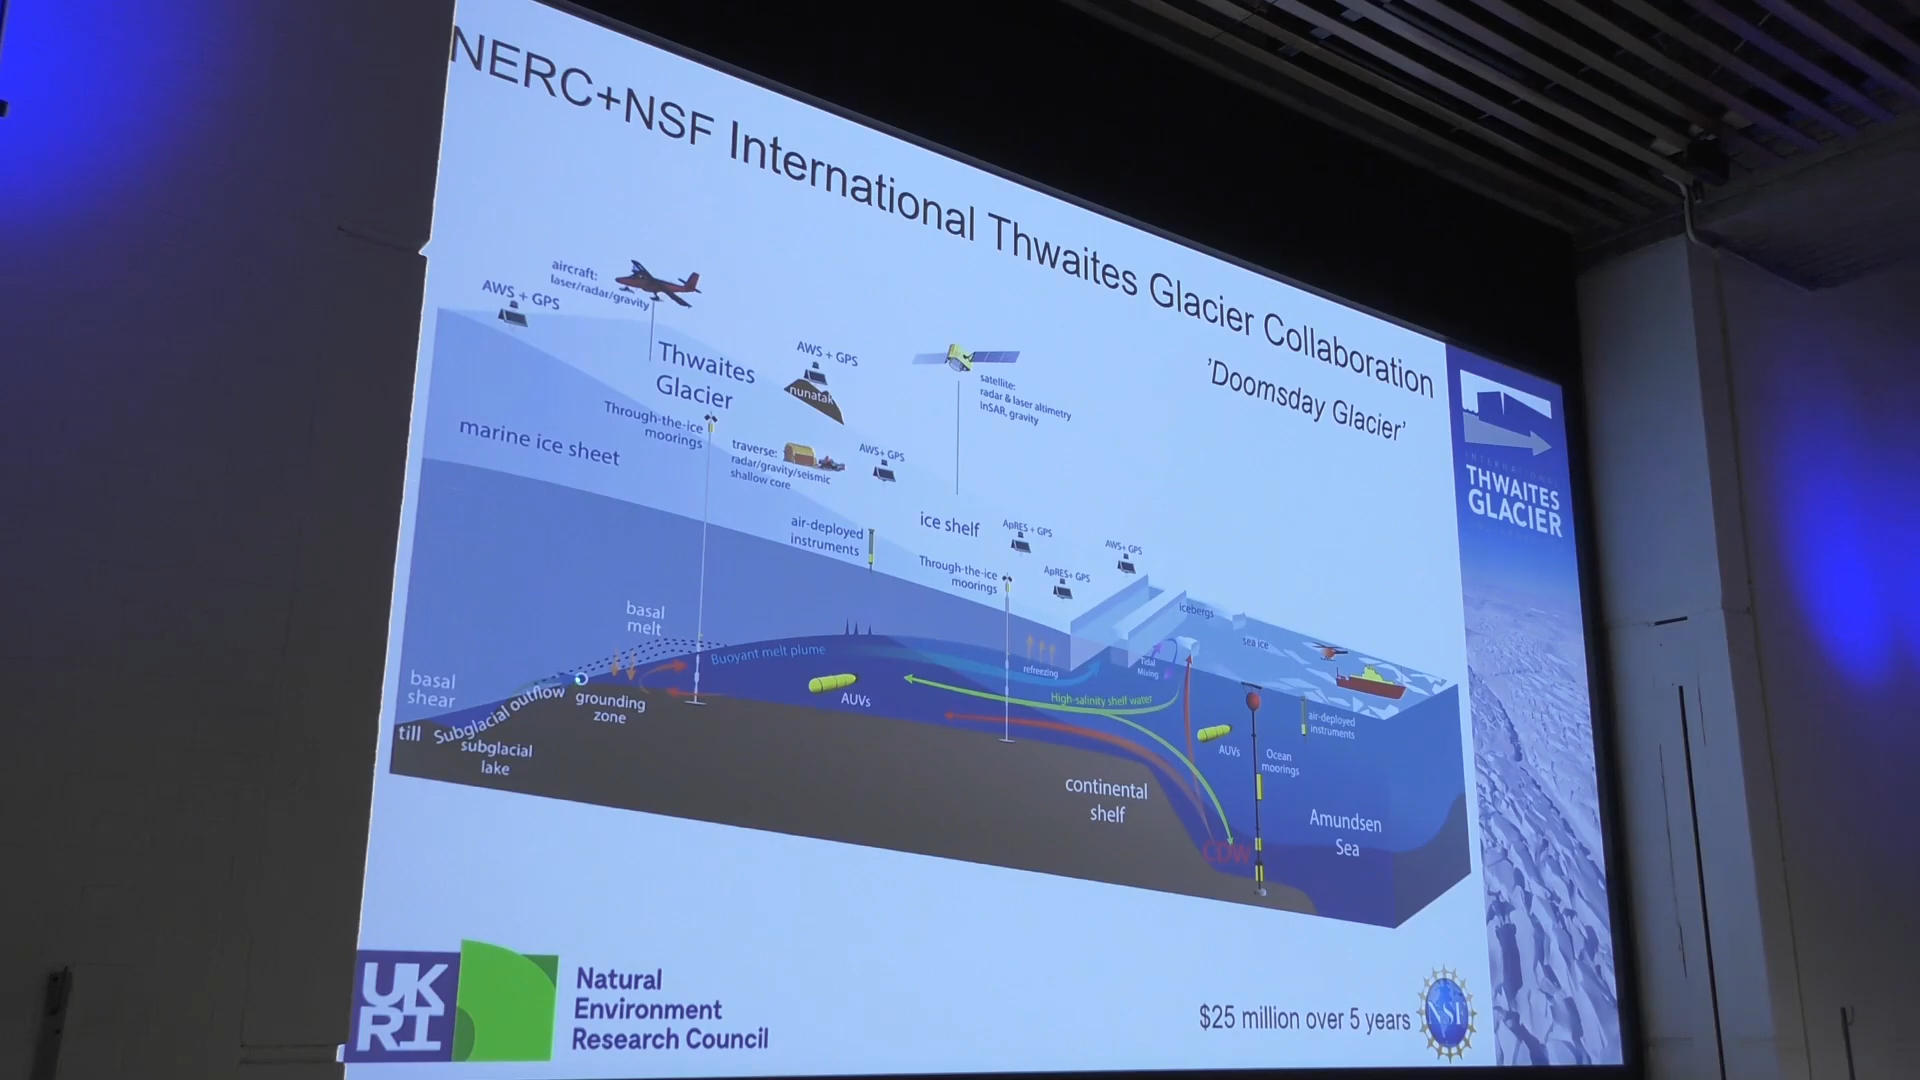 NERC+NSF International Thwaites Glacier Collaboration
'Doomsday Glacier'
AWS + GPS
aircraft:
laser/radar/gravity
Thwaites
Glacier
AWS + GPS
nunatak
satellite:
radar & laser altimetry
InSAR, gravity
marine ice sheet
Through-the-ice
moorings
traverse:
radar/gravity/seismic
shallow core
AWS+ GPS
air-deployed
instruments
ice shelf
ApRES + GPS
AWS+ GPS
Through-the-ice
moorings
ApRES+ GPS
icebergs
sea ice
basal
melt
Buoyant melt plume
refreezing
Tidal
Mixing
basal
shear
till
Subglacial outflow
grounding
zone
subglacial
lake
AUVs
High-salinity shelf water
AUVs
Ocean
moorings
air-deployed
instruments
continental
shelf
CDW
Amundsen
Sea
INTERNATIONAL
THWAITES
GLACIER
UK
RI
Natural
Environment
Research Council
$25 million over 5 years
NSF